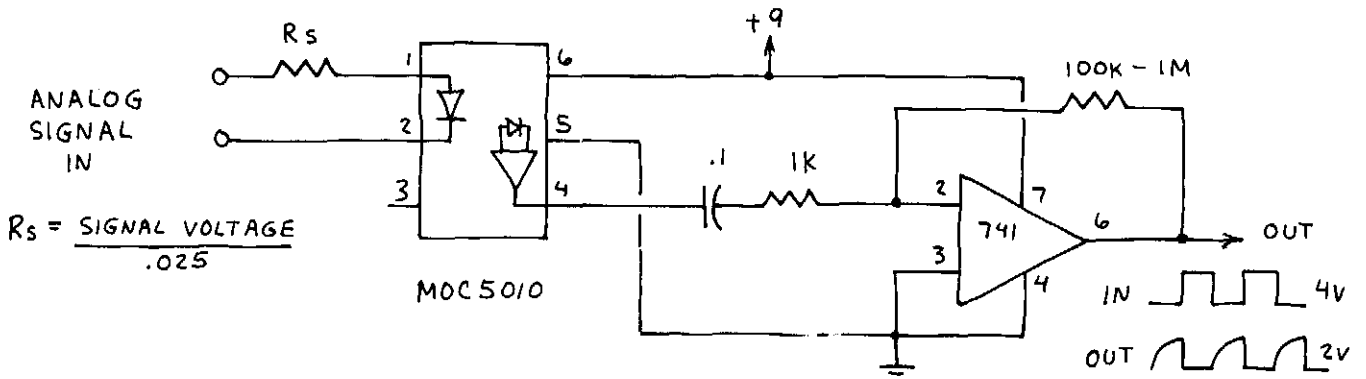 +9
Rs
1
6
100K - 1M
ANALOG
SIGNAL
IN
2
5
.1
1K
3
4
2
7
741
6
OUT
3
4
Rs = SIGNAL VOLTAGE
.025
MOC5010
IN
4V
OUT
2V